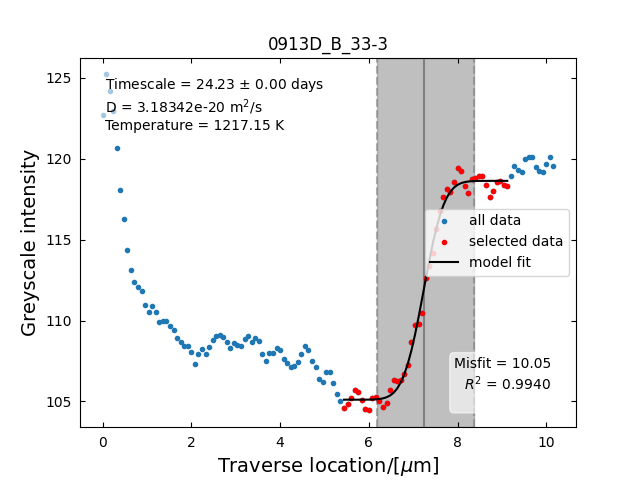 0913D_B_33-3
Timescale = 24.23 ± 0.00 days
D = 3.18342e-20 m²/s
Temperature = 1217.15 K
Greyscale intensity
125
120
115
110
105
all data
selected data
model fit
Misfit = 10.05
R² = 0.9940
0 2 4 6 8 10
Traverse location/[μm]